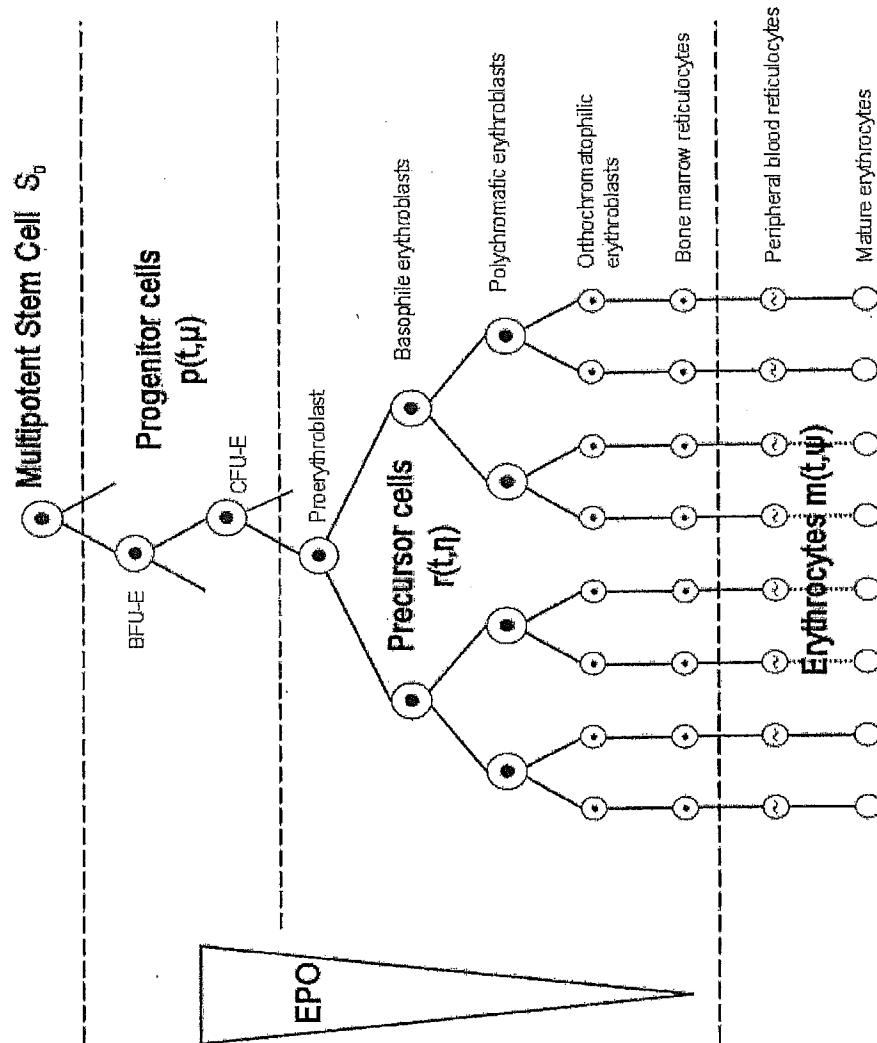 Multipotent Stem Cell S₀
Progenitor cells
p(t,μ)
BFU-E
CFU-E
Proerythroblast
Precursor cells
r(t,η)
Basophile erythroblasts
Polychromatic erythroblasts
Orthochromatophilic
erythroblasts
Bone marrow reticulocytes
Peripheral blood reticulocytes
Erythrocytes m(t,ψ)
Mature erythrocytes
EPO